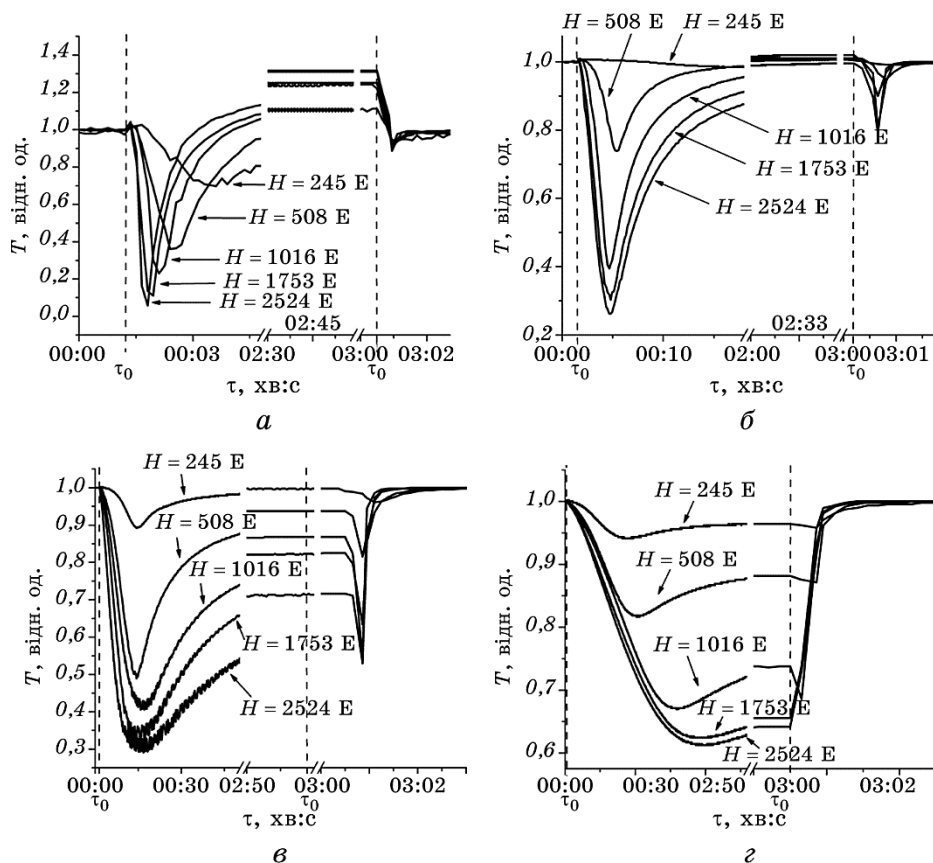 T, відн. од.
1,4
1,2
1,0
0,8
0,6
0,4
0,2
0,0
H = 245 E
H = 508 E
H = 1016 E
H = 1753 E
H = 2524 E
02:45
00:00 00:03 02:30 03:00 03:02
τ₀ τ₀
τ, хв:с
а
T, відн. од.
1,0
0,8
0,6
0,4
0,2
H = 508 E H = 245 E
H = 1016 E
H = 1753 E
H = 2524 E
02:33
00:00 00:10 02:00 03:00 03:01
τ₀ τ₀
τ, хв:с
б
T, відн. од.
1,0
0,9
0,8
0,7
0,6
0,5
0,4
0,3
H = 245 E
H = 508 E
H = 1016 E
H = 1753 E
H = 2524 E
00:00 00:30 02:50 03:00 03:02
τ₀ τ₀
τ, хв:с
в
T, відн. од.
1,0
0,9
0,8
0,7
0,6
H = 245 E
H = 508 E
H = 1016 E
H = 1753 E
H = 2524 E
00:00 00:30 02:50 03:00 03:02
τ₀ τ₀
τ, хв:с
г